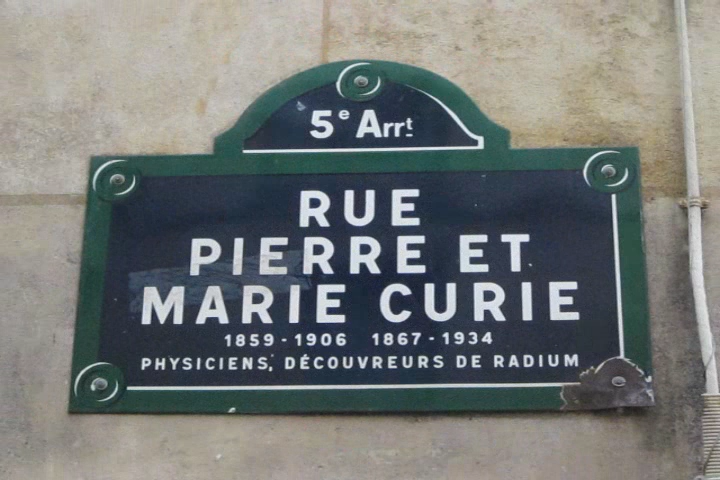 5e Arrt
RUE
PIERRE ET
MARIE CURIE
1859 - 1906 1867 - 1934
PHYSICIENS, DÉCOUVREURS DE RADIUM